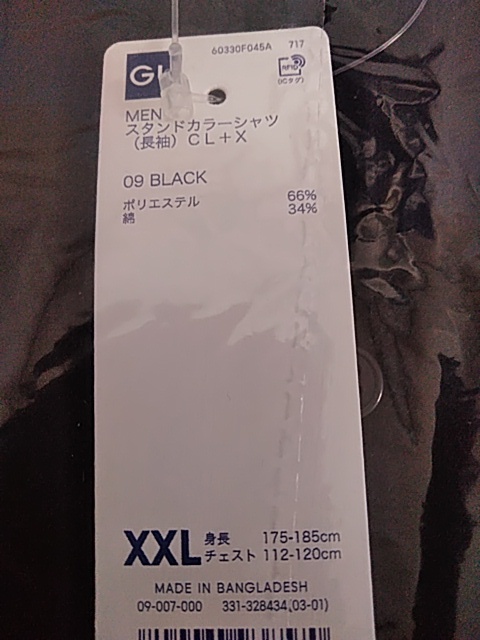 60330F045A 717
GU
RFID
(ICタグ)
MEN
スタンドカラーシャツ
(長袖) CL+X
09 BLACK
ポリエステル 66%
綿 34%
XXL 身長 175-185cm
チェスト 112-120cm
MADE IN BANGLADESH
09-007-000 331-328434(03-01)